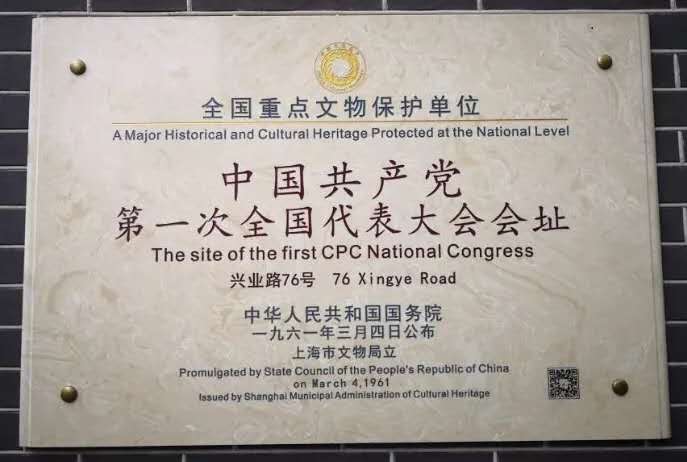 全国重点文物保护单位
A Major Historical and Cultural Heritage Protected at the National Level
中国共产党
第一次全国代表大会会址
The site of the first CPC National Congress
兴业路76号 76 Xingye Road
中华人民共和国国务院
一九六一年三月四日公布
上海市文物局立
Promulgated by State Council of the People's Republic of China
on March 4,1961
Issued by Shanghai Municipal Administration of Cultural Heritage